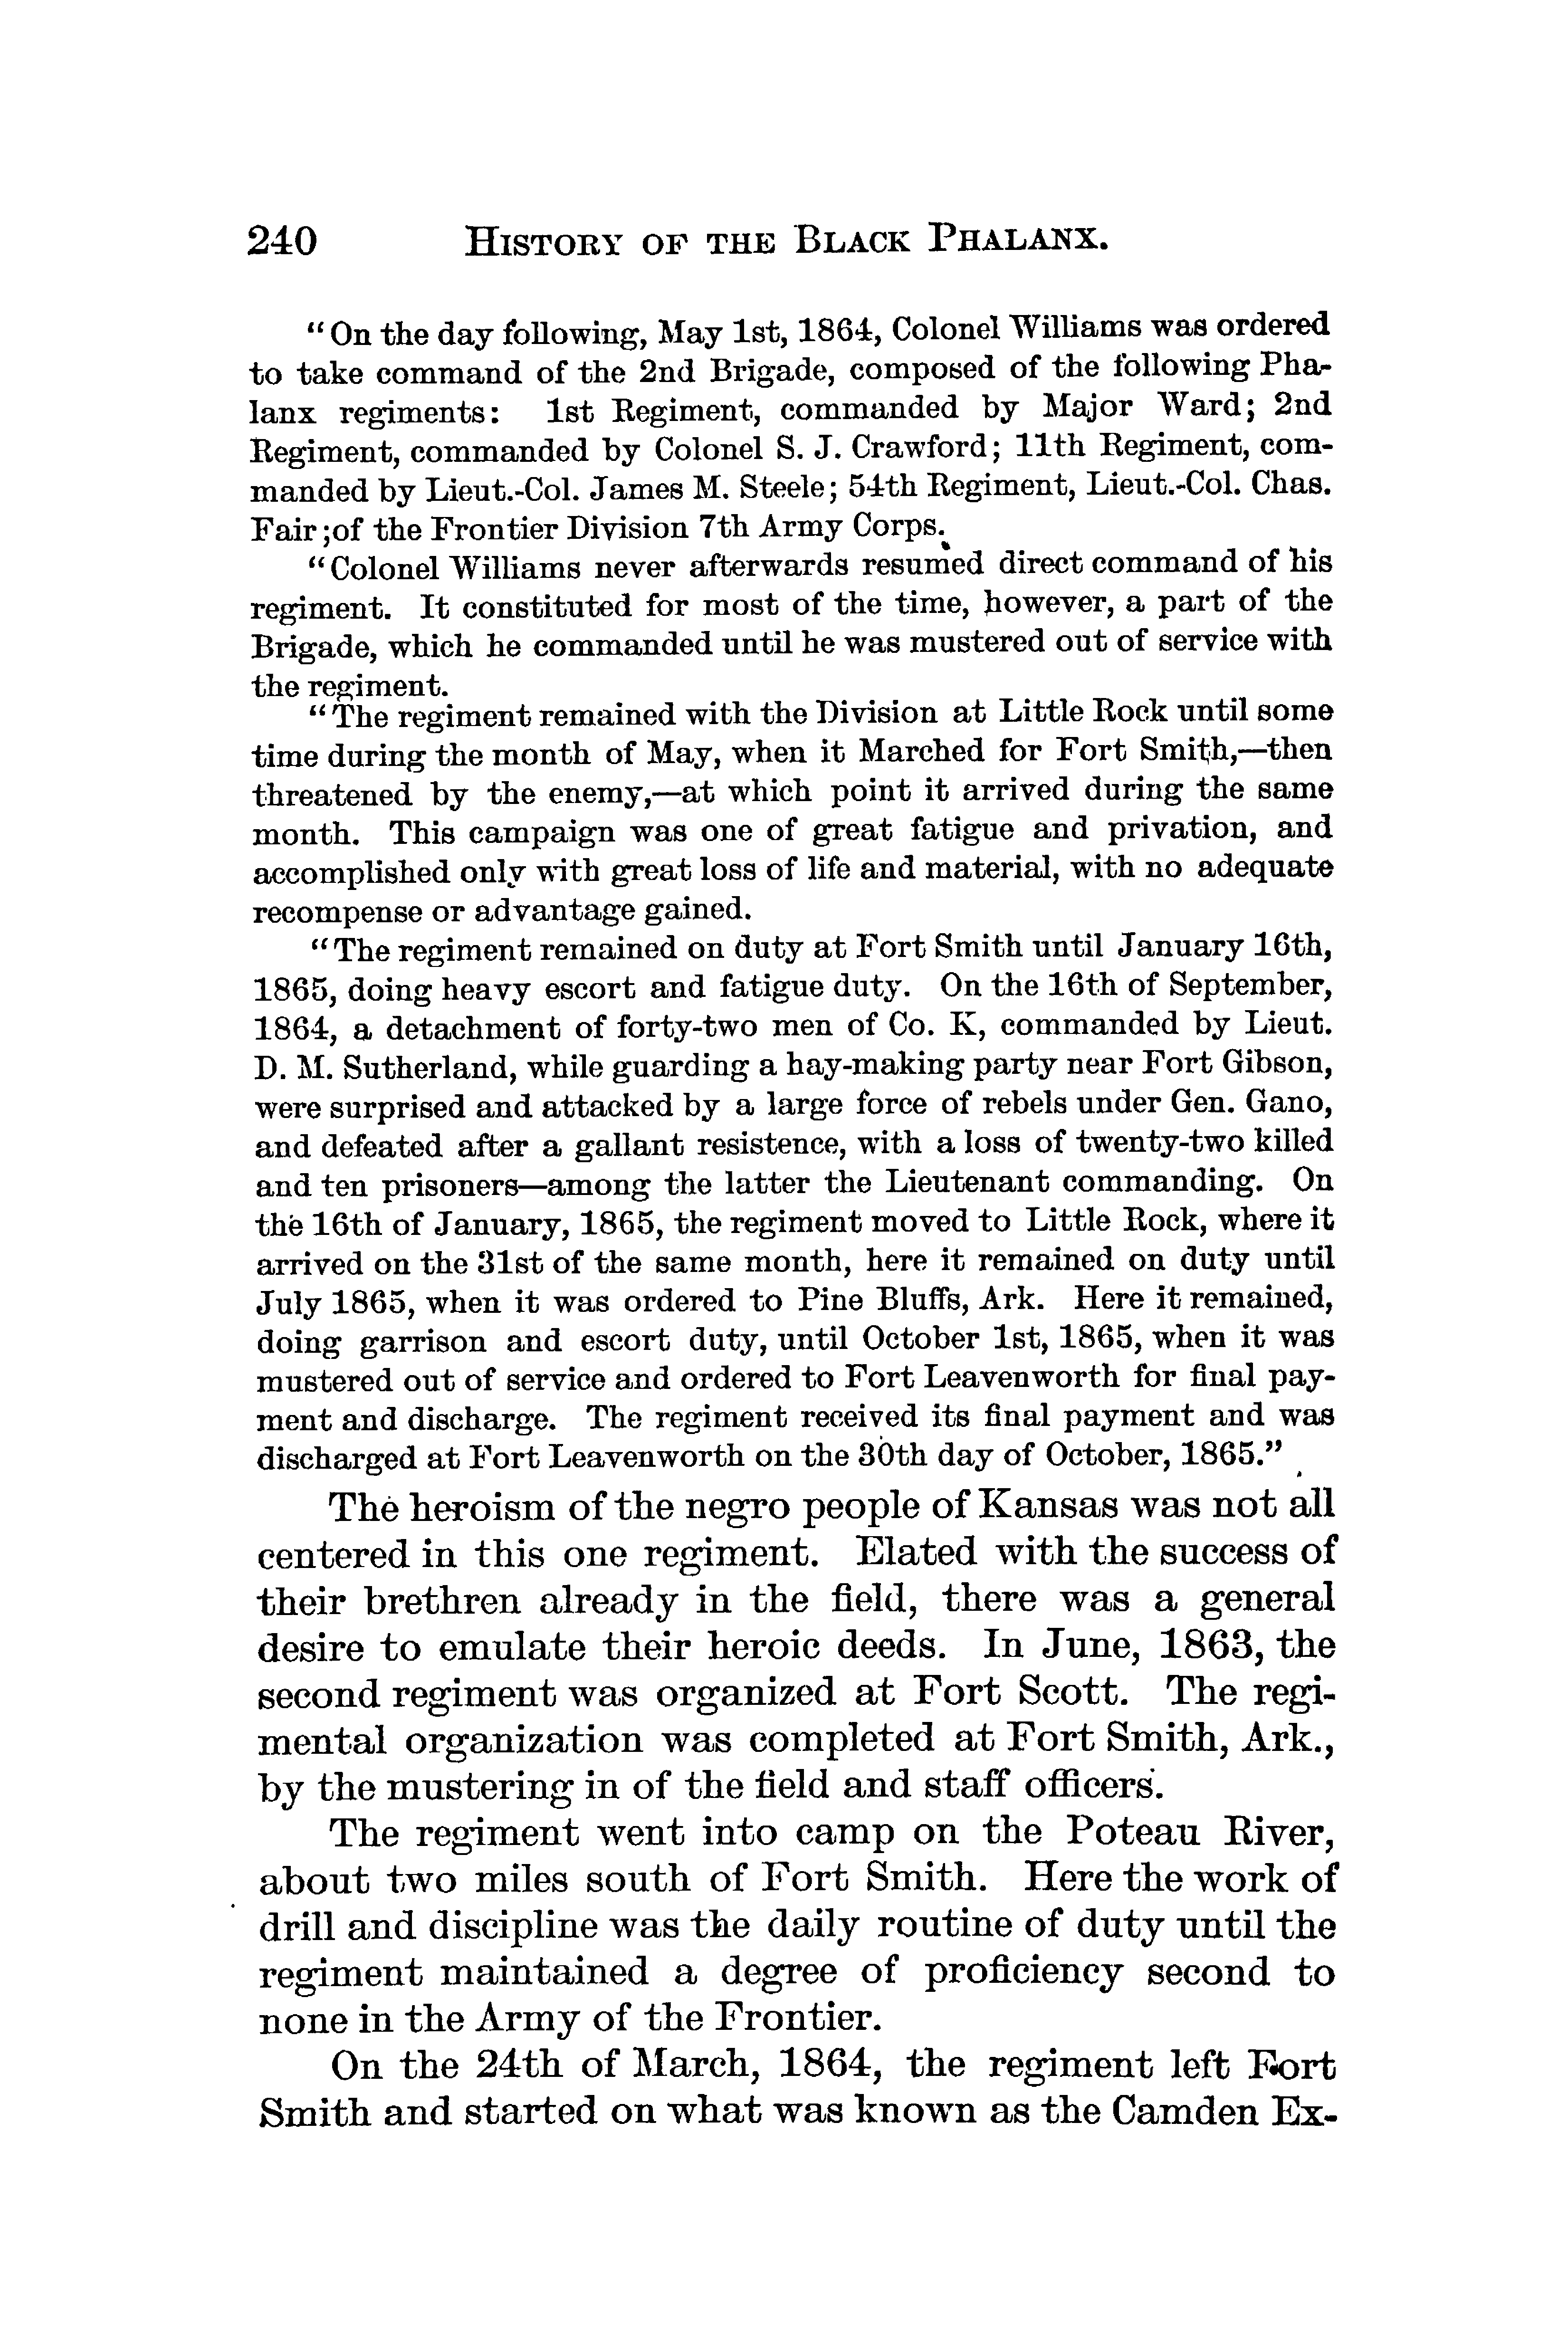 240 HISTORY OF THE BLACK PHALANX.
“On the day following, May 1st, 1864, Colonel Williams was ordered
to take command of the 2nd Brigade, composed of the following Pha-
lanx regiments: 1st Regiment, commanded by Major Ward; 2nd
Regiment, commanded by Colonel S. J. Crawford; 11th Regiment, com-
manded by Lieut.-Col. James M. Steele; 54th Regiment, Lieut.-Col. Chas.
Fair;of the Frontier Division 7th Army Corps.
“Colonel Williams never afterwards resumed direct command of his
regiment. It constituted for most of the time, however, a part of the
Brigade, which he commanded until he was mustered out of service with
the regiment.
“The regiment remained with the Division at Little Rock until some
time during the month of May, when it Marched for Fort Smith,—then
threatened by the enemy,—at which point it arrived during the same
month. This campaign was one of great fatigue and privation, and
accomplished only with great loss of life and material, with no adequate
recompense or advantage gained.
“The regiment remained on duty at Fort Smith until January 16th,
1865, doing heavy escort and fatigue duty. On the 16th of September,
1864, a detachment of forty-two men of Co. K, commanded by Lieut.
D. M. Sutherland, while guarding a hay-making party near Fort Gibson,
were surprised and attacked by a large force of rebels under Gen. Gano,
and defeated after a gallant resistence, with a loss of twenty-two killed
and ten prisoners—among the latter the Lieutenant commanding. On
the 16th of January, 1865, the regiment moved to Little Rock, where it
arrived on the 31st of the same month, here it remained on duty until
July 1865, when it was ordered to Pine Bluffs, Ark. Here it remained,
doing garrison and escort duty, until October 1st, 1865, when it was
mustered out of service and ordered to Fort Leavenworth for final pay-
ment and discharge. The regiment received its final payment and was
discharged at Fort Leavenworth on the 30th day of October, 1865.”
The heroism of the negro people of Kansas was not all
centered in this one regiment. Elated with the success of
their brethren already in the field, there was a general
desire to emulate their heroic deeds. In June, 1863, the
second regiment was organized at Fort Scott. The regi-
mental organization was completed at Fort Smith, Ark.,
by the mustering in of the field and staff officers.
The regiment went into camp on the Poteau River,
about two miles south of Fort Smith. Here the work of
drill and discipline was the daily routine of duty until the
regiment maintained a degree of proficiency second to
none in the Army of the Frontier.
On the 24th of March, 1864, the regiment left Fort
Smith and started on what was known as the Camden Ex-